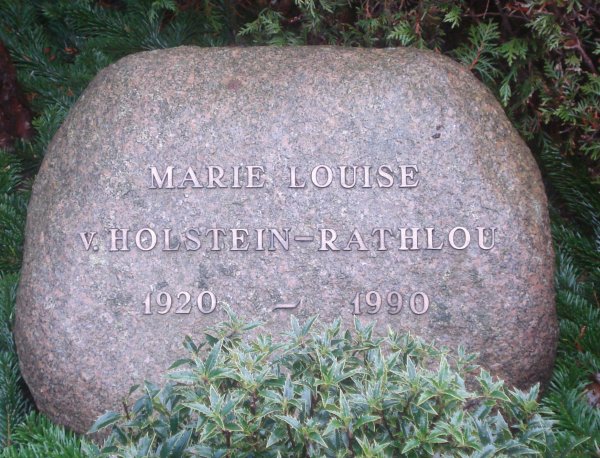 MARIE LOUISE
v. HOLSTEIN-RATHLOU
1920 - 1990